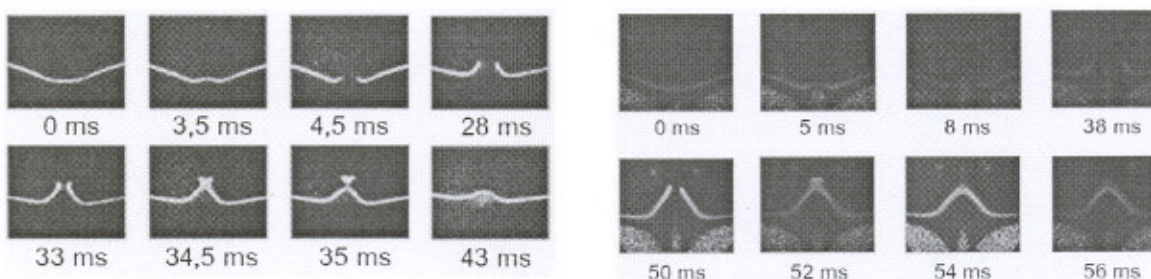 0 ms 3,5 ms 4,5 ms 28 ms
33 ms 34,5 ms 35 ms 43 ms
0 ms 5 ms 8 ms 38 ms
50 ms 52 ms 54 ms 56 ms